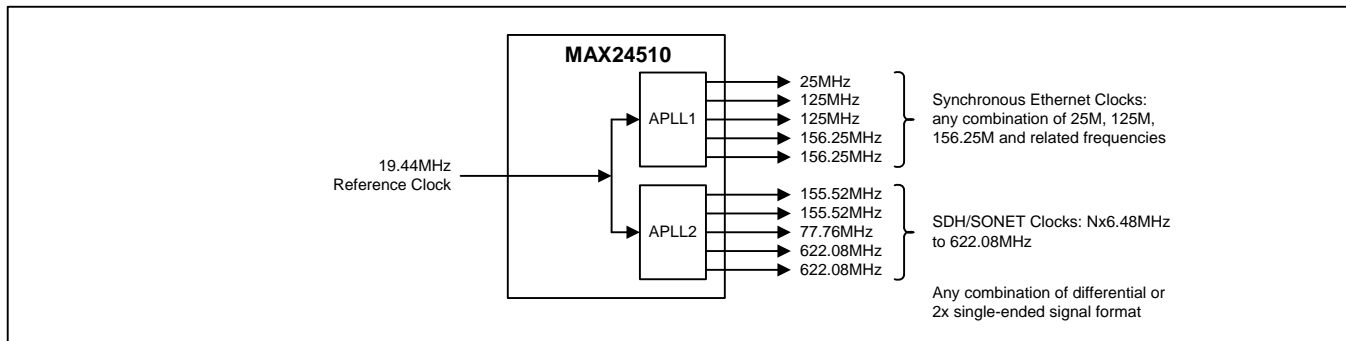 MAX24510
19.44MHz
Reference Clock
APLL1
25MHz
125MHz
125MHz
156.25MHz
156.25MHz
Synchronous Ethernet Clocks:
any combination of 25M, 125M,
156.25M and related frequencies
APLL2
155.52MHz
155.52MHz
77.76MHz
622.08MHz
622.08MHz
SDH/SONET Clocks: Nx6.48MHz
to 622.08MHz
Any combination of differential or
2x single-ended signal format